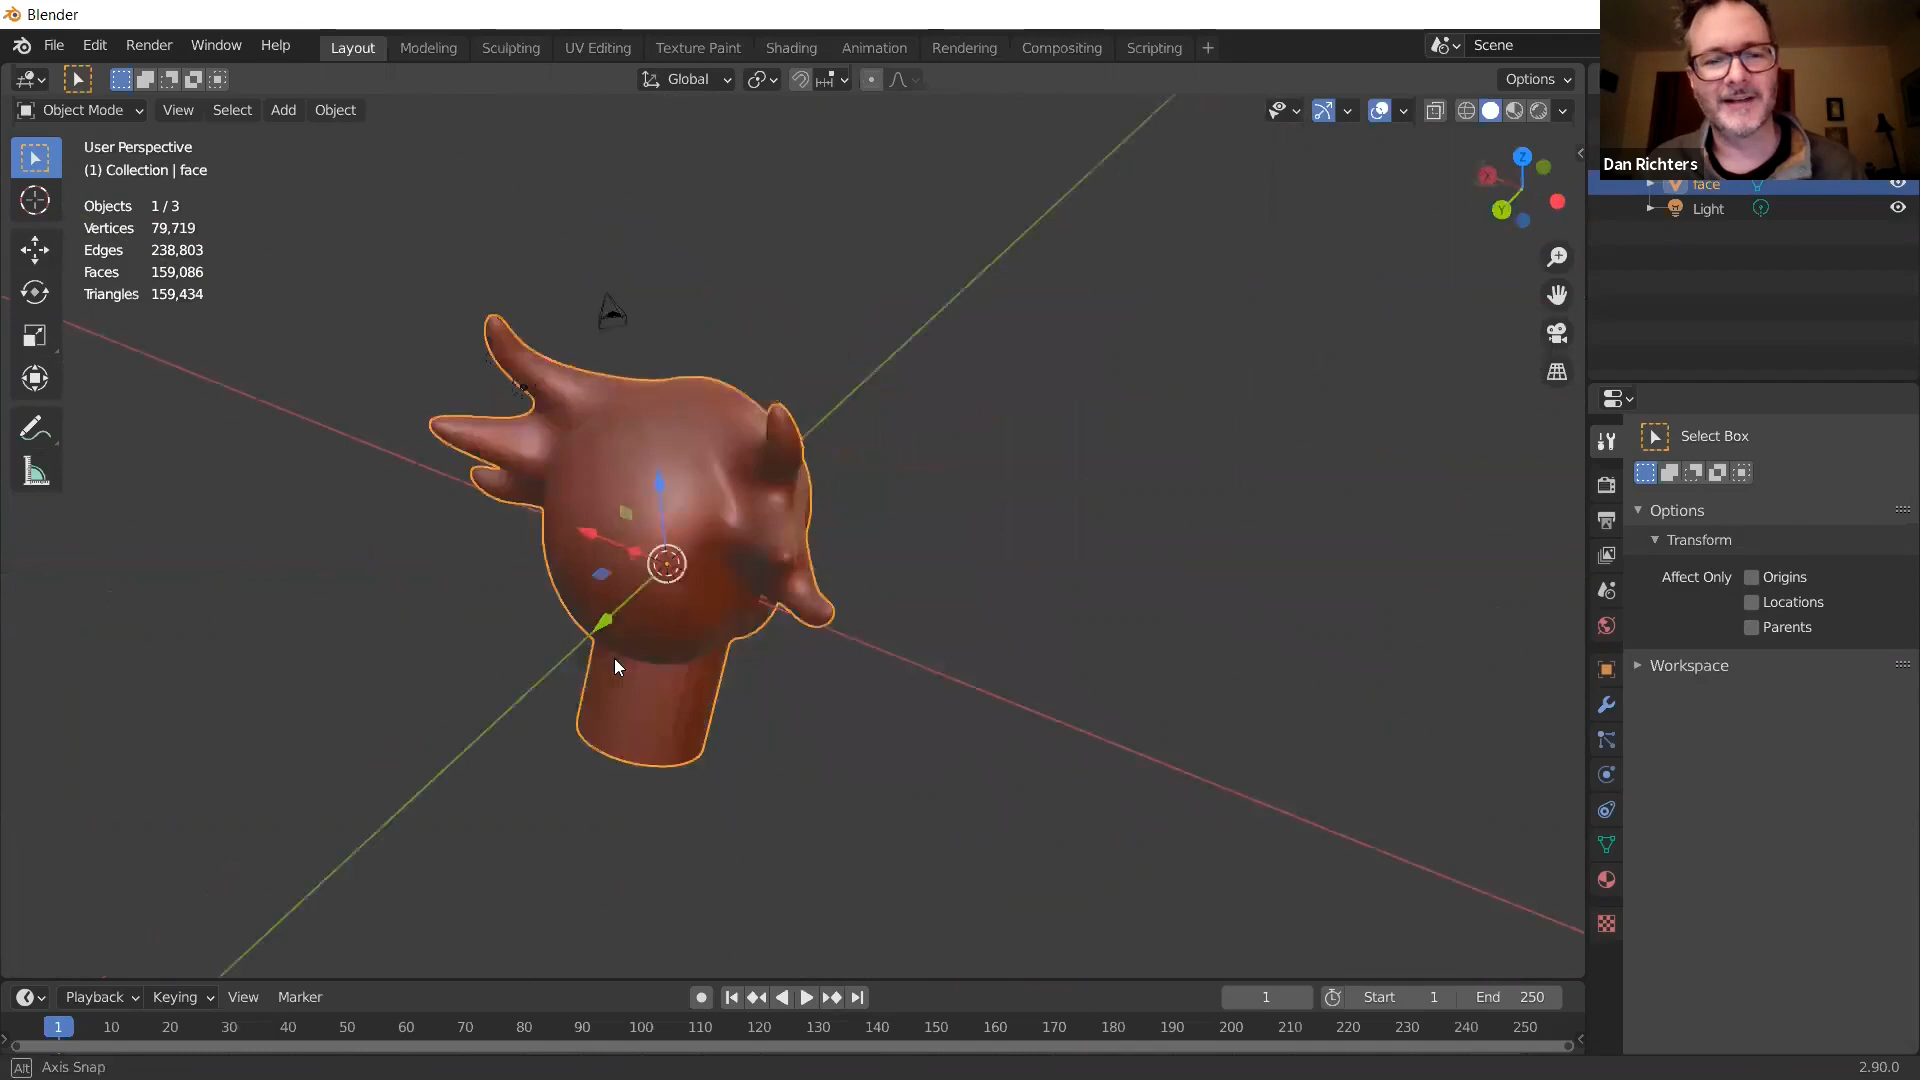 Blender
File Edit Render Window Help Layout Modeling Sculpting UV Editing Texture Paint Shading Animation Rendering Compositing Scripting + Scene
Global Options
Object Mode View Select Add Object
User Perspective
(1) Collection | face
Objects 1 / 3
Vertices 79,719
Edges 238,803
Faces 159,086
Triangles 159,434
Z
X
Y
Dan Richters
face
Light
Select Box
Options
Transform
Affect Only Origins
Locations
Parents
Workspace
Playback Keying View Marker 1 Start 1 End 250
1 10 20 30 40 50 60 70 80 90 100 110 120 130 140 150 160 170 180 190 200 210 220 230 240 250
Alt Axis Snap 2.90.0